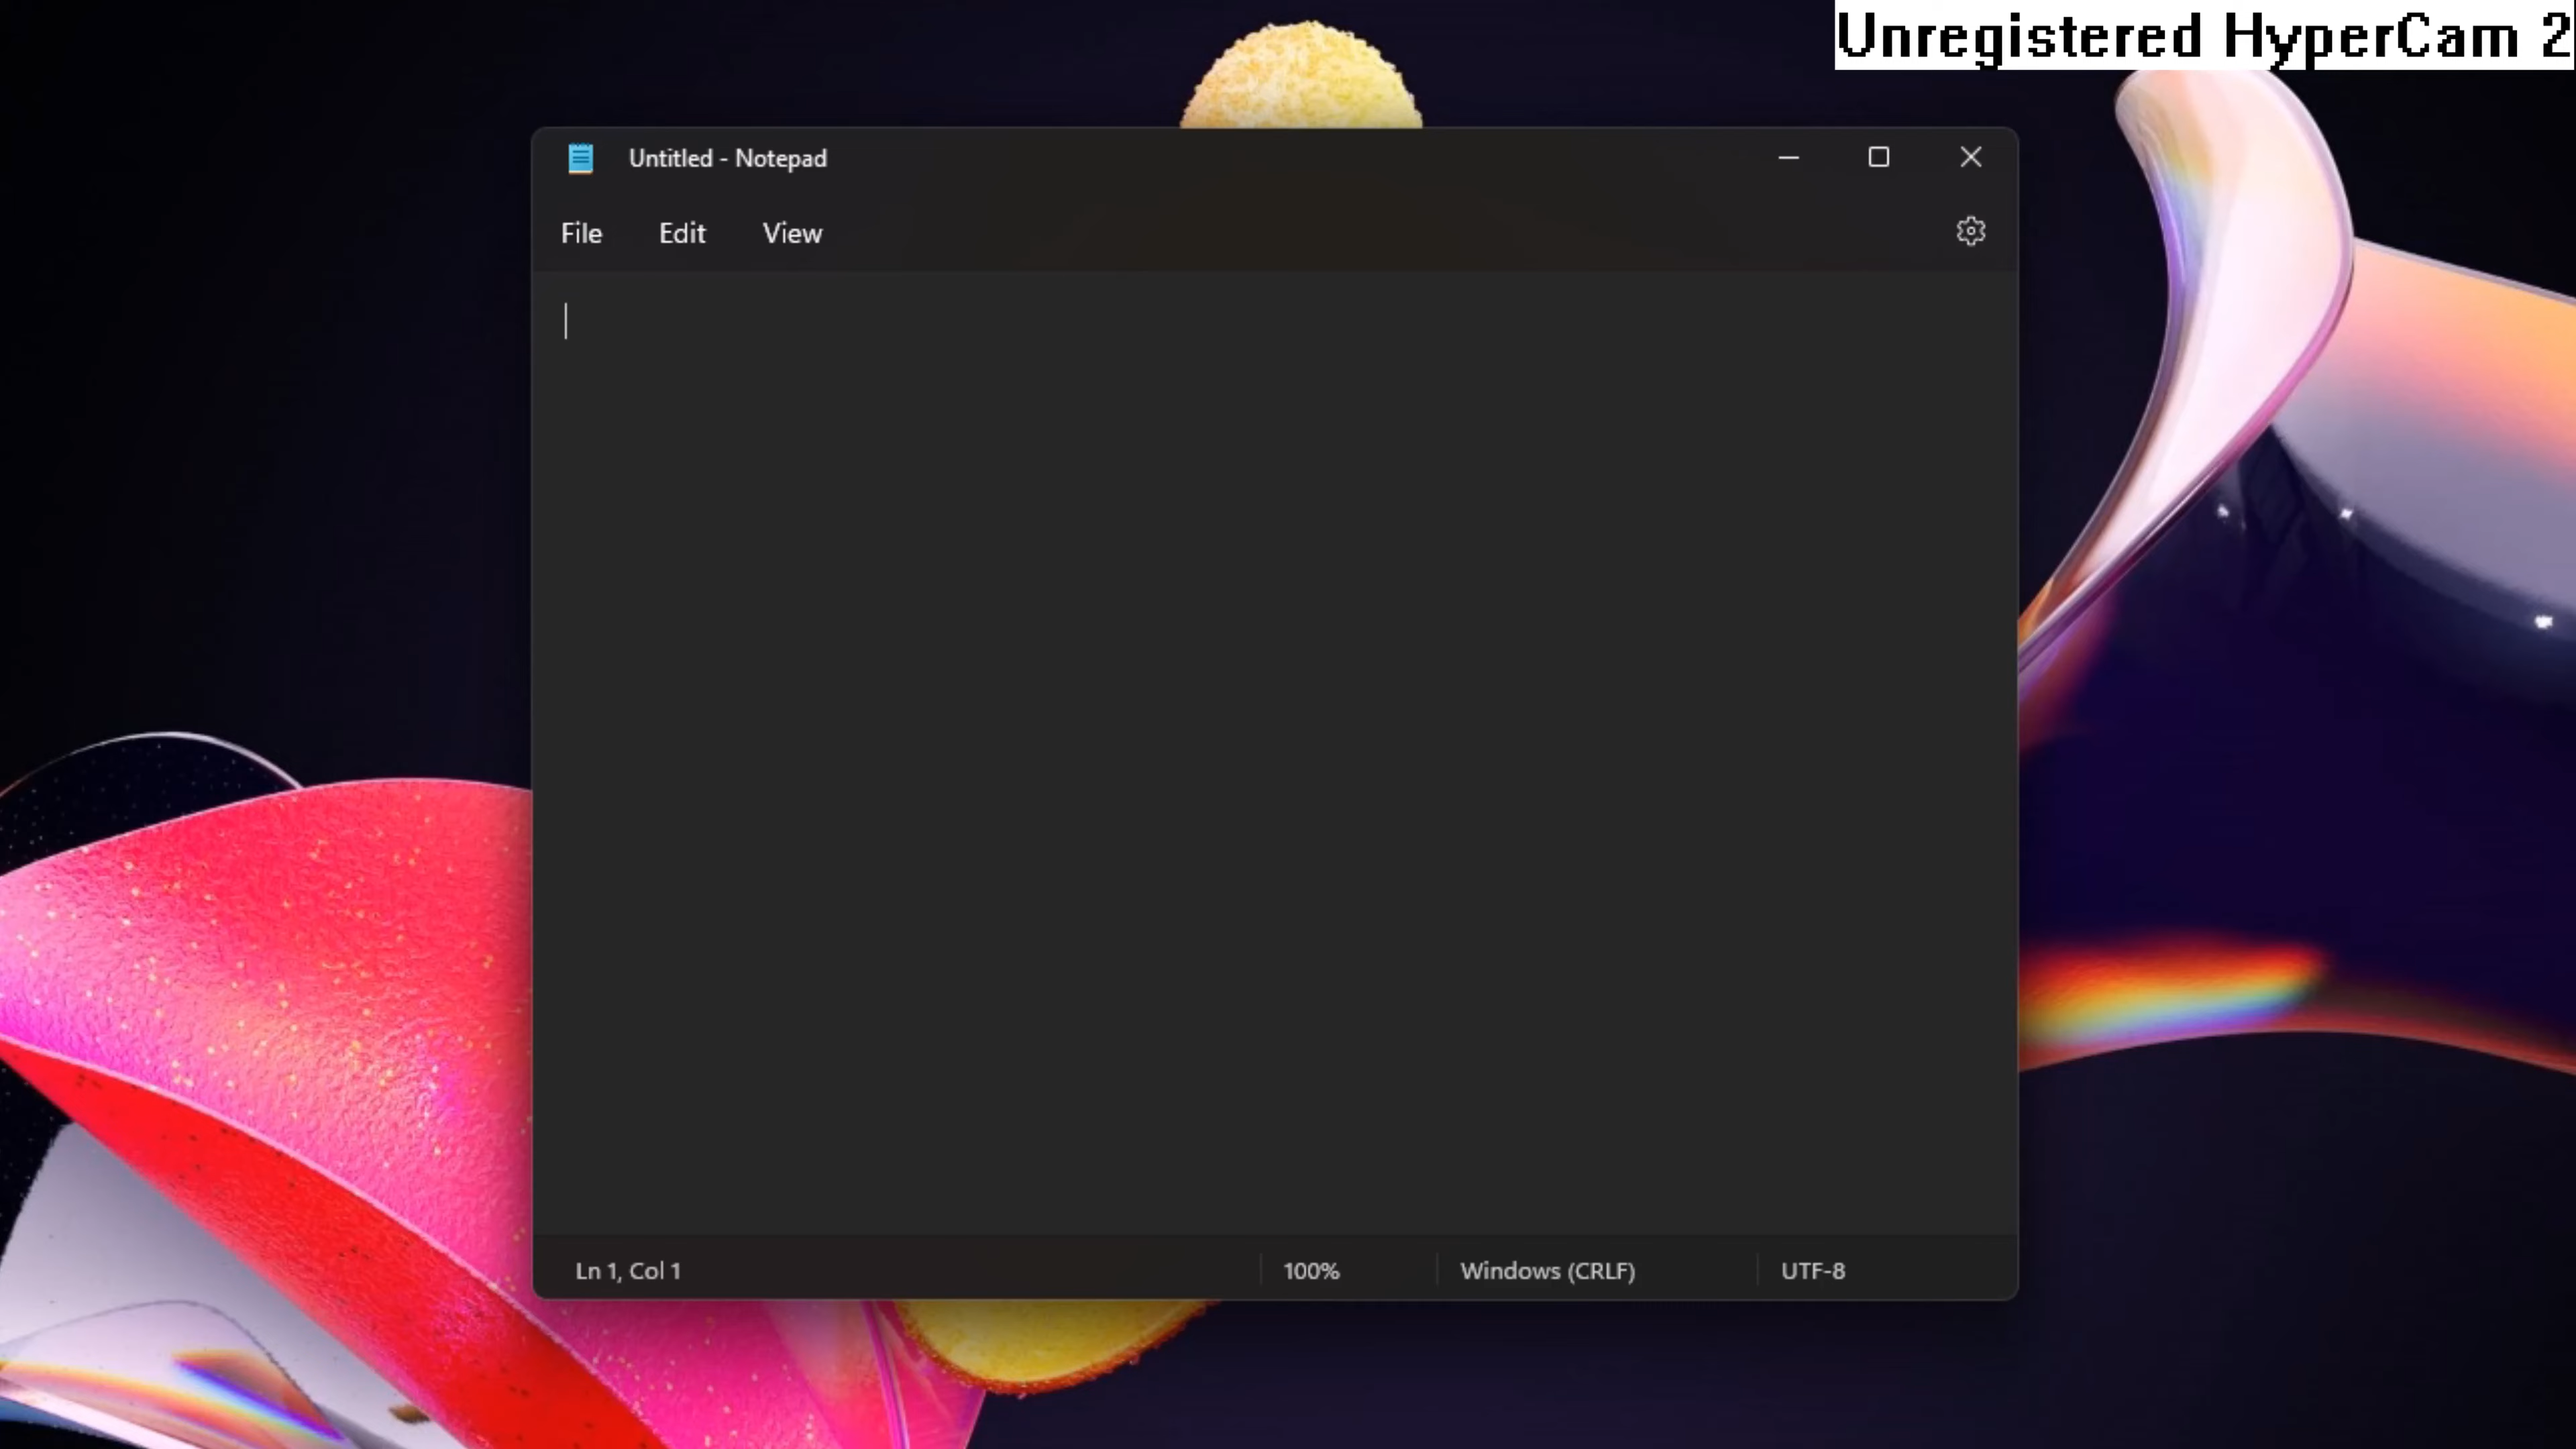 Unregistered HyperCam 2
Untitled - Notepad
File Edit View
Ln 1, Col 1 100% Windows (CRLF) UTF-8